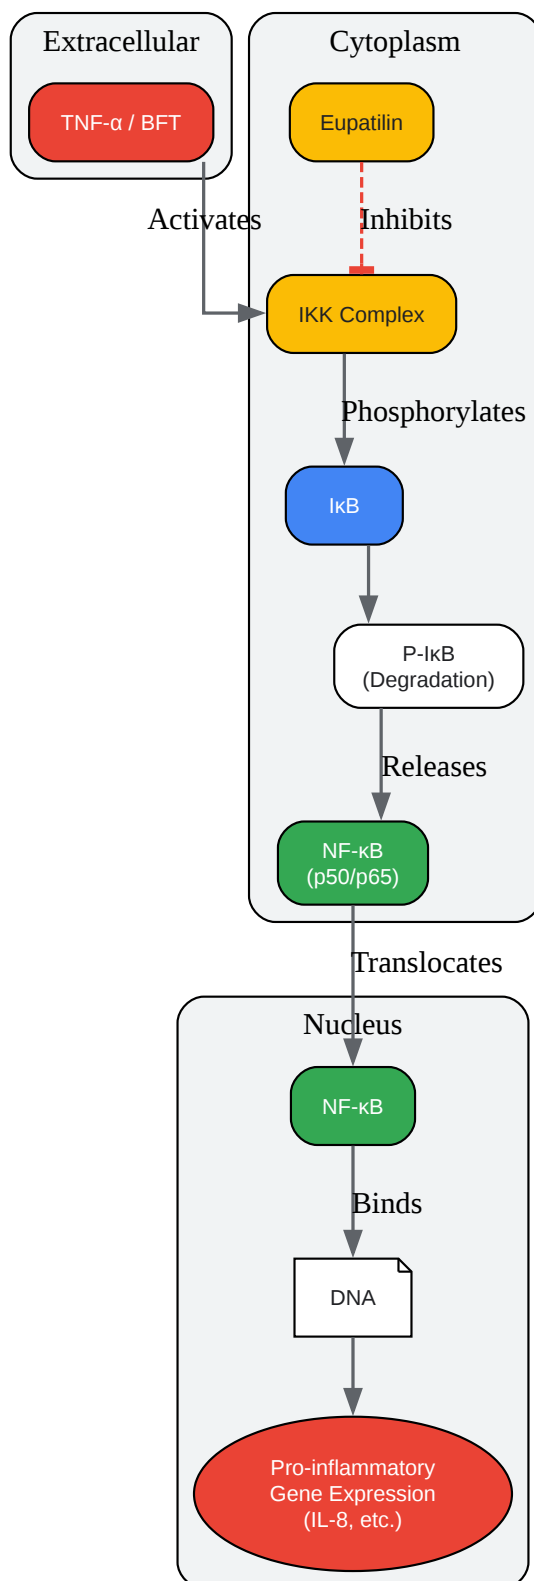 Extracellular
Cytoplasm
TNF-α / BFT
Eupatilin
Activates
Inhibits
IKK Complex
Phosphorylates
IκB
P-IκB
(Degradation)
Releases
NF-κB
(p50/p65)
Translocates
Nucleus
NF-κB
Binds
DNA
Pro-inflammatory
Gene Expression
(IL-8, etc.)